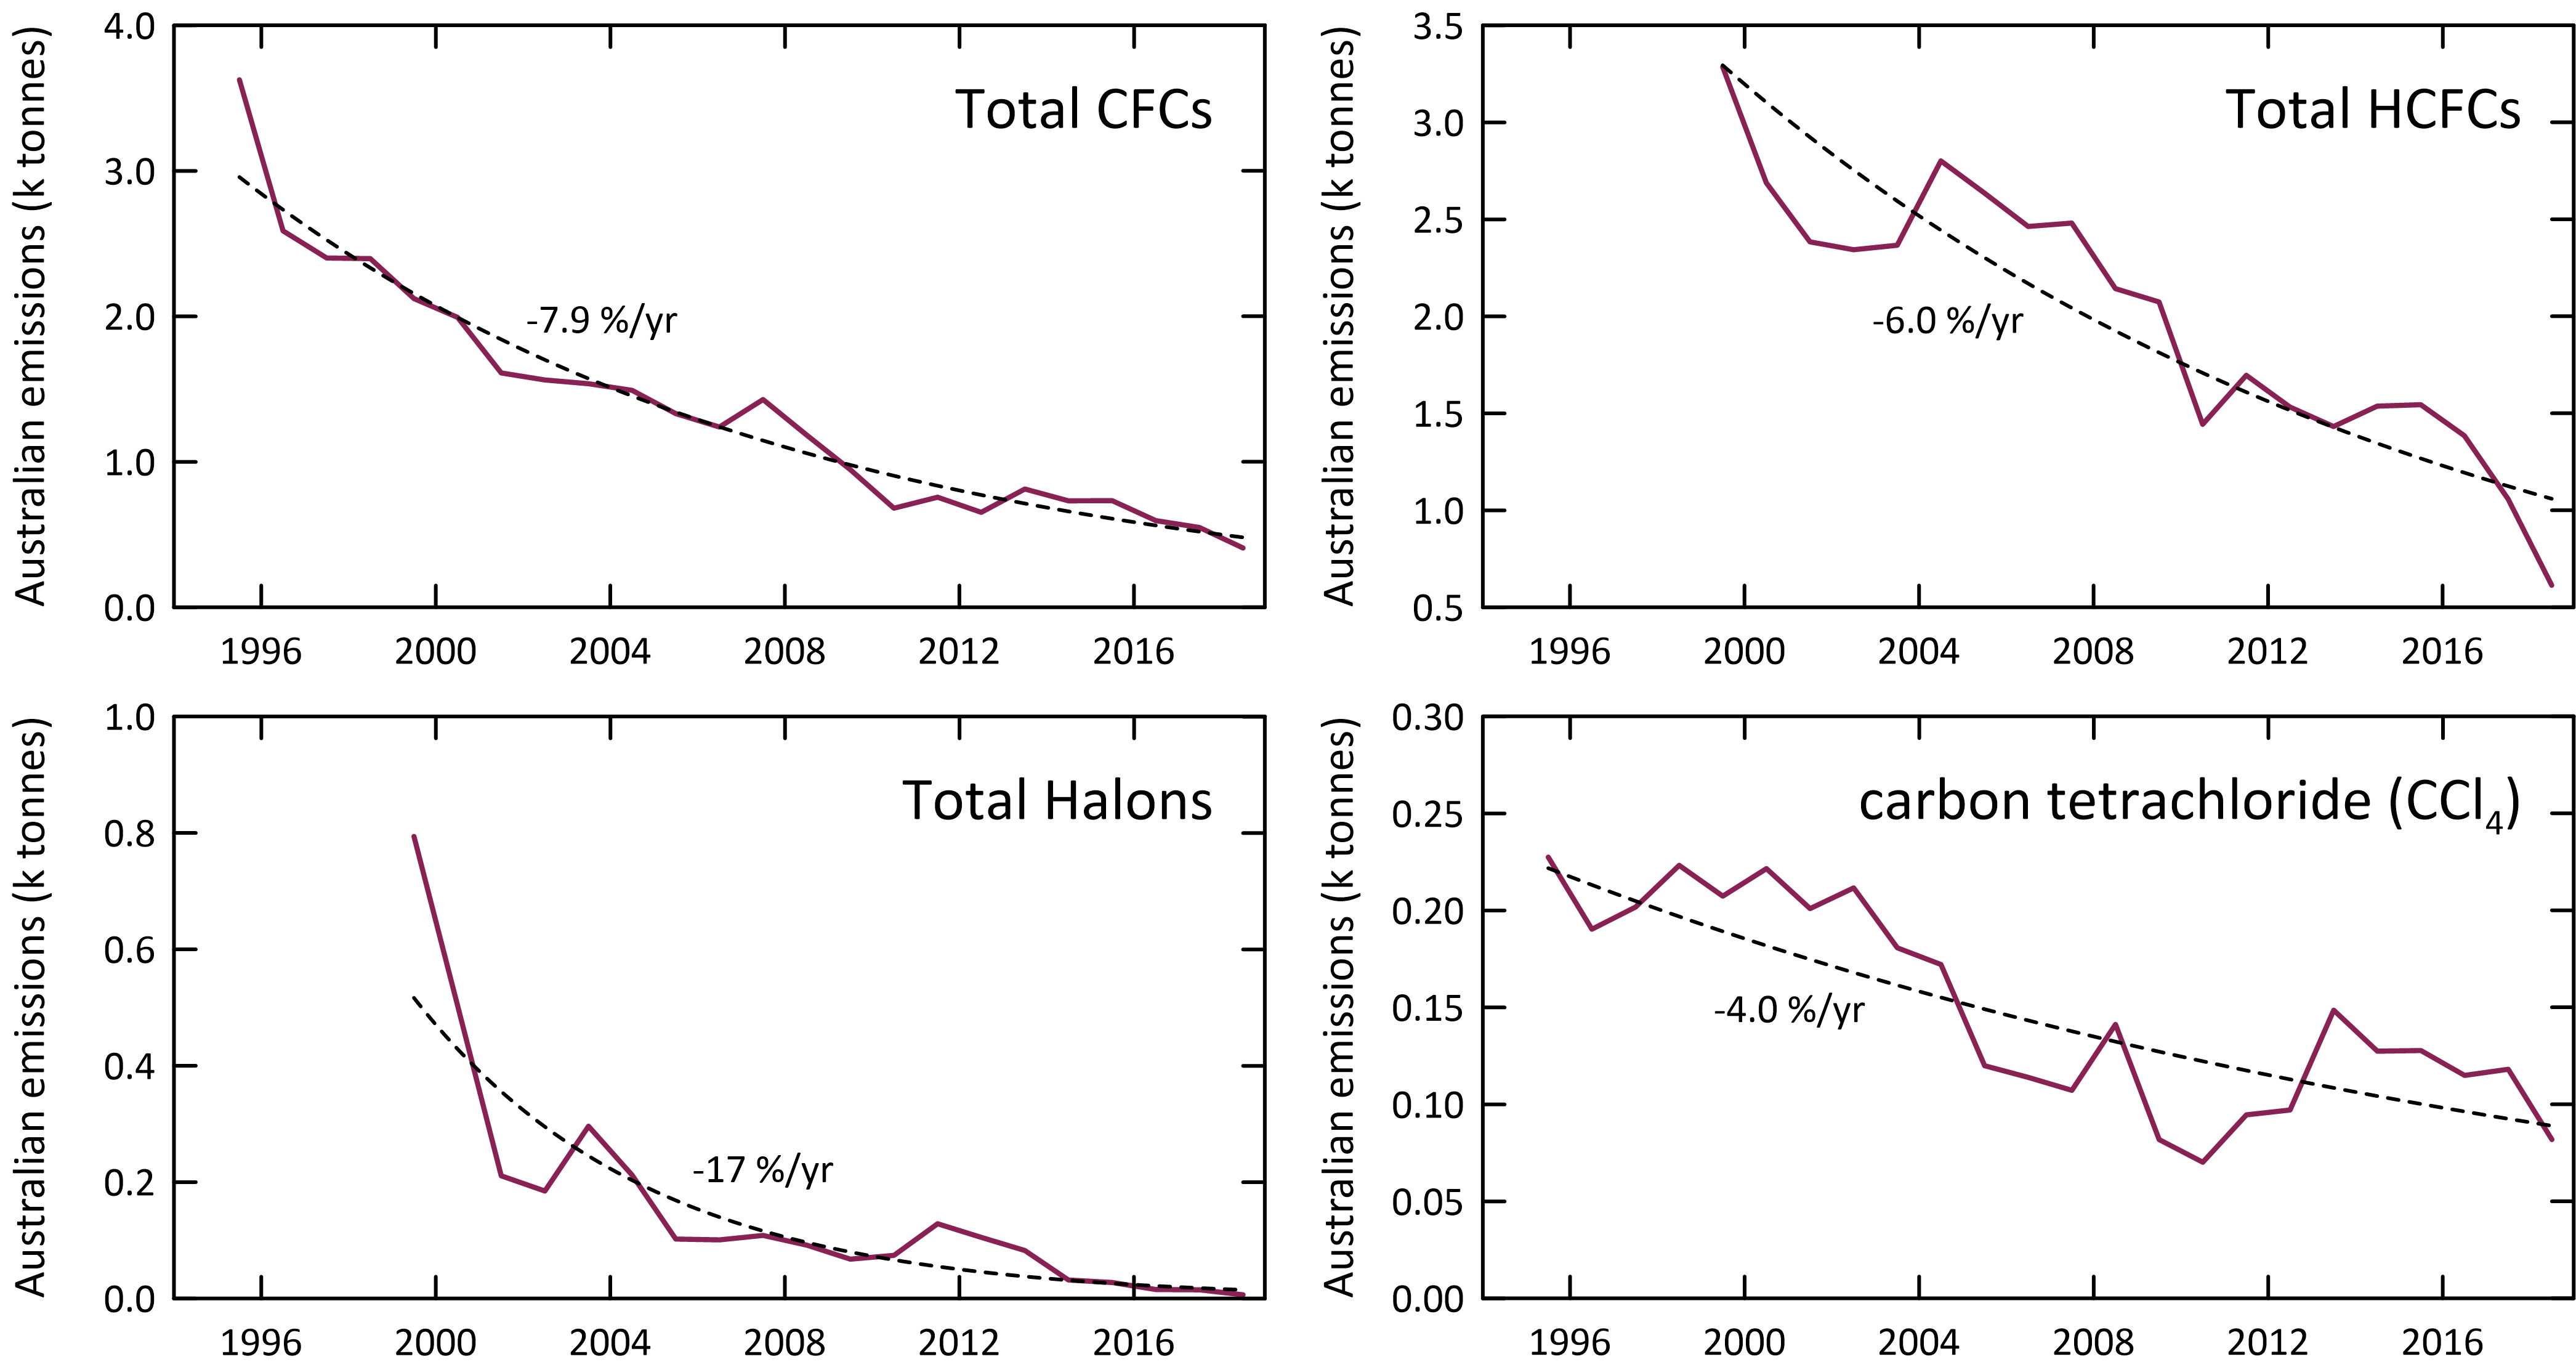 Australian emissions (k tonnes)
4.0
3.0
2.0
1.0
0.0
Total CFCs
-7.9 %/yr
1996 2000 2004 2008 2012 2016
Australian emissions (k tonnes)
3.5
3.0
2.5
2.0
1.5
1.0
0.5
Total HCFCs
-6.0 %/yr
1996 2000 2004 2008 2012 2016
Australian emissions (k tonnes)
1.0
0.8
0.6
0.4
0.2
0.0
Total Halons
-17 %/yr
1996 2000 2004 2008 2012 2016
Australian emissions (k tonnes)
0.30
0.25
0.20
0.15
0.10
0.05
0.00
carbon tetrachloride (CCl₄)
-4.0 %/yr
1996 2000 2004 2008 2012 2016